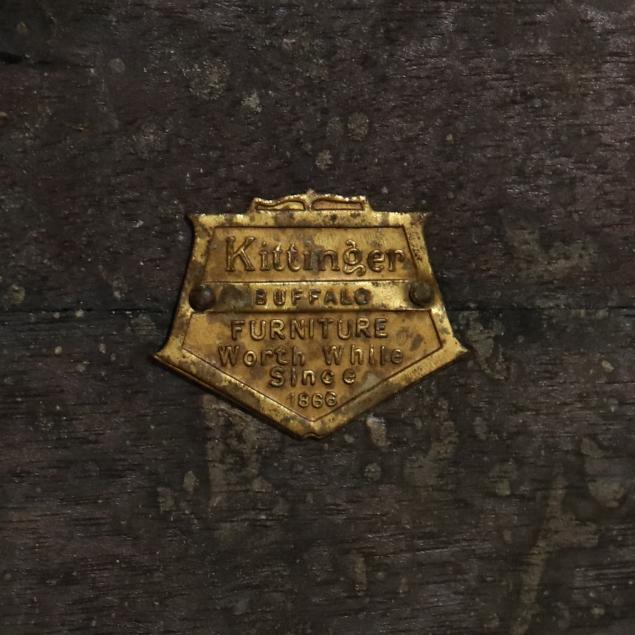 Kittinger
BUFFALO
FURNITURE
Worth While
Since
1866